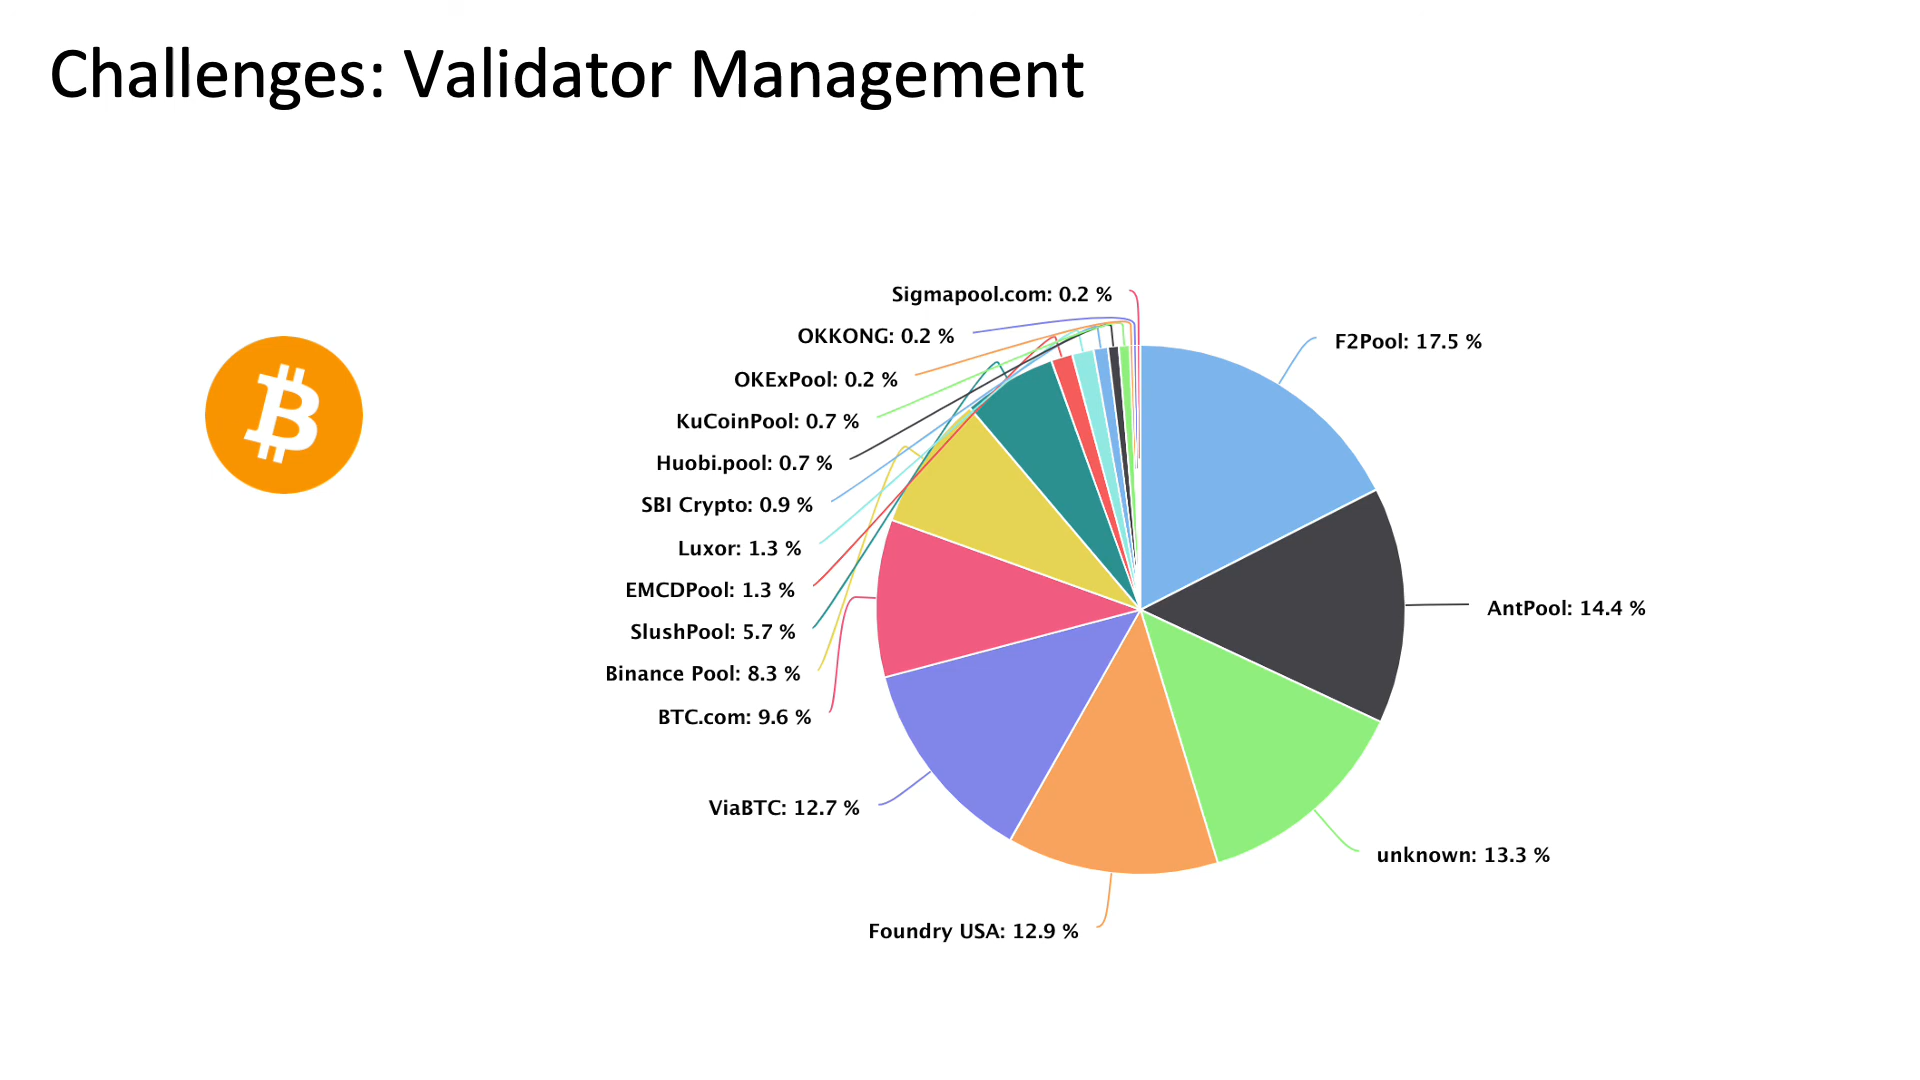 Challenges: Validator Management
Sigmapool.com: 0.2 %
OKKONG: 0.2 %
F2Pool: 17.5 %
OKExPool: 0.2 %
KuCoinPool: 0.7 %
Huobi.pool: 0.7 %
SBI Crypto: 0.9 %
Luxor: 1.3 %
EMCDPool: 1.3 %
AntPool: 14.4 %
SlushPool: 5.7 %
Binance Pool: 8.3 %
BTC.com: 9.6 %
ViaBTC: 12.7 %
unknown: 13.3 %
Foundry USA: 12.9 %